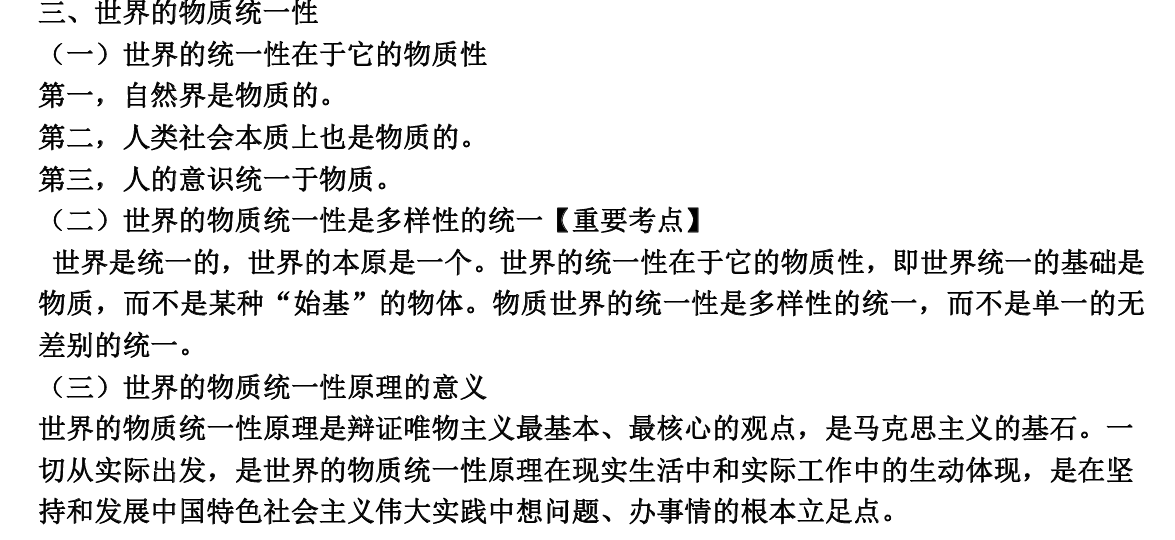 三、世界的物质统一性
（一）世界的统一性在于它的物质性
第一，自然界是物质的。
第二，人类社会本质上也是物质的。
第三，人的意识统一于物质。
（二）世界的物质统一性是多样性的统一【重要考点】
世界是统一的，世界的本原是一个。世界的统一性在于它的物质性，即世界统一的基础是
物质，而不是某种“始基”的物体。物质世界的统一性是多样性的统一，而不是单一的无
差别的统一。
（三）世界的物质统一性原理的意义
世界的物质统一性原理是辩证唯物主义最基本、最核心的观点，是马克思主义的基石。一
切从实际出发，是世界的物质统一性原理在现实生活中和实际工作中的生动体现，是在坚
持和发展中国特色社会主义伟大实践中想问题、办事情的根本立足点。